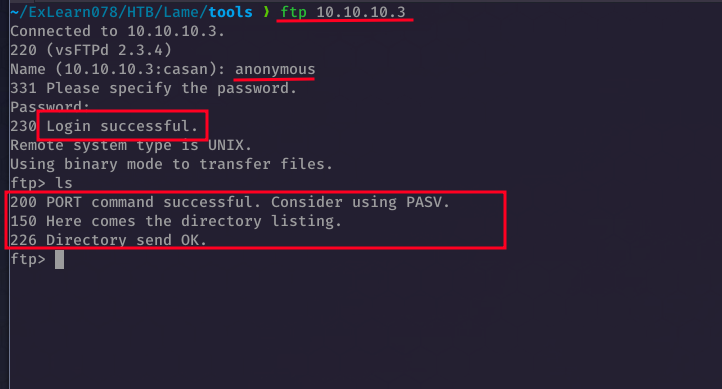 ~/ExLearn078/HTB/Lame/tools ❯ ftp 10.10.10.3
Connected to 10.10.10.3.
220 (vsFTPd 2.3.4)
Name (10.10.10.3:casan): anonymous
331 Please specify the password.
Password:
230 Login successful.
Remote system type is UNIX.
Using binary mode to transfer files.
ftp> ls
200 PORT command successful. Consider using PASV.
150 Here comes the directory listing.
226 Directory send OK.
ftp>